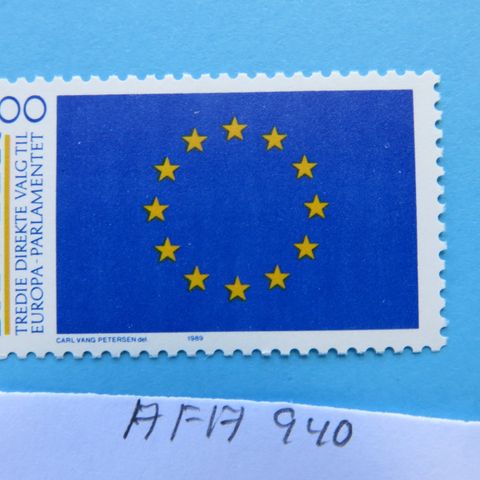 00
TREDIE DIREKTE VALG TIL
EUROPA-PARLAMENTET
CARL VANG PETERSEN del. 1989
AFA 940